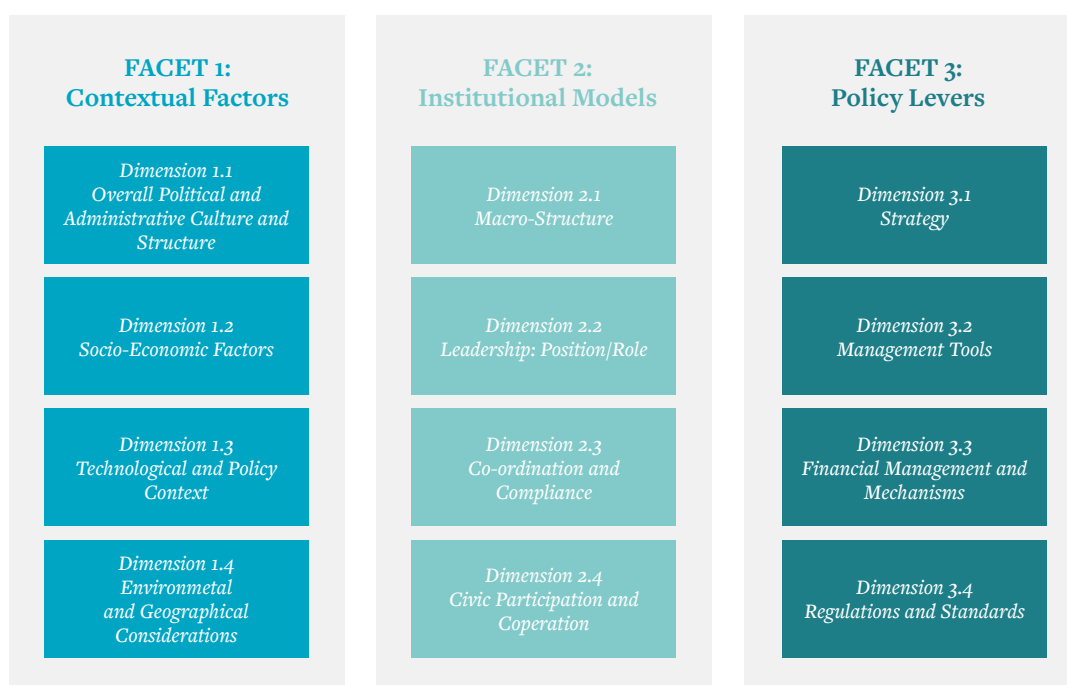 FACET 1:
Contextual Factors
Dimension 1.1
Overall Political and
Administrative Culture and
Structure
Dimension 1.2
Socio-Economic Factors
Dimension 1.3
Technological and Policy
Context
Dimension 1.4
Environmetal
and Geographical
Considerations
FACET 2:
Institutional Models
Dimension 2.1
Macro-Structure
Dimension 2.2
Leadership: Position/Role
Dimension 2.3
Co-ordination and
Compliance
Dimension 2.4
Civic Participation and
Coperation
FACET 3:
Policy Levers
Dimension 3.1
Strategy
Dimension 3.2
Management Tools
Dimension 3.3
Financial Management and
Mechanisms
Dimension 3.4
Regulations and Standards